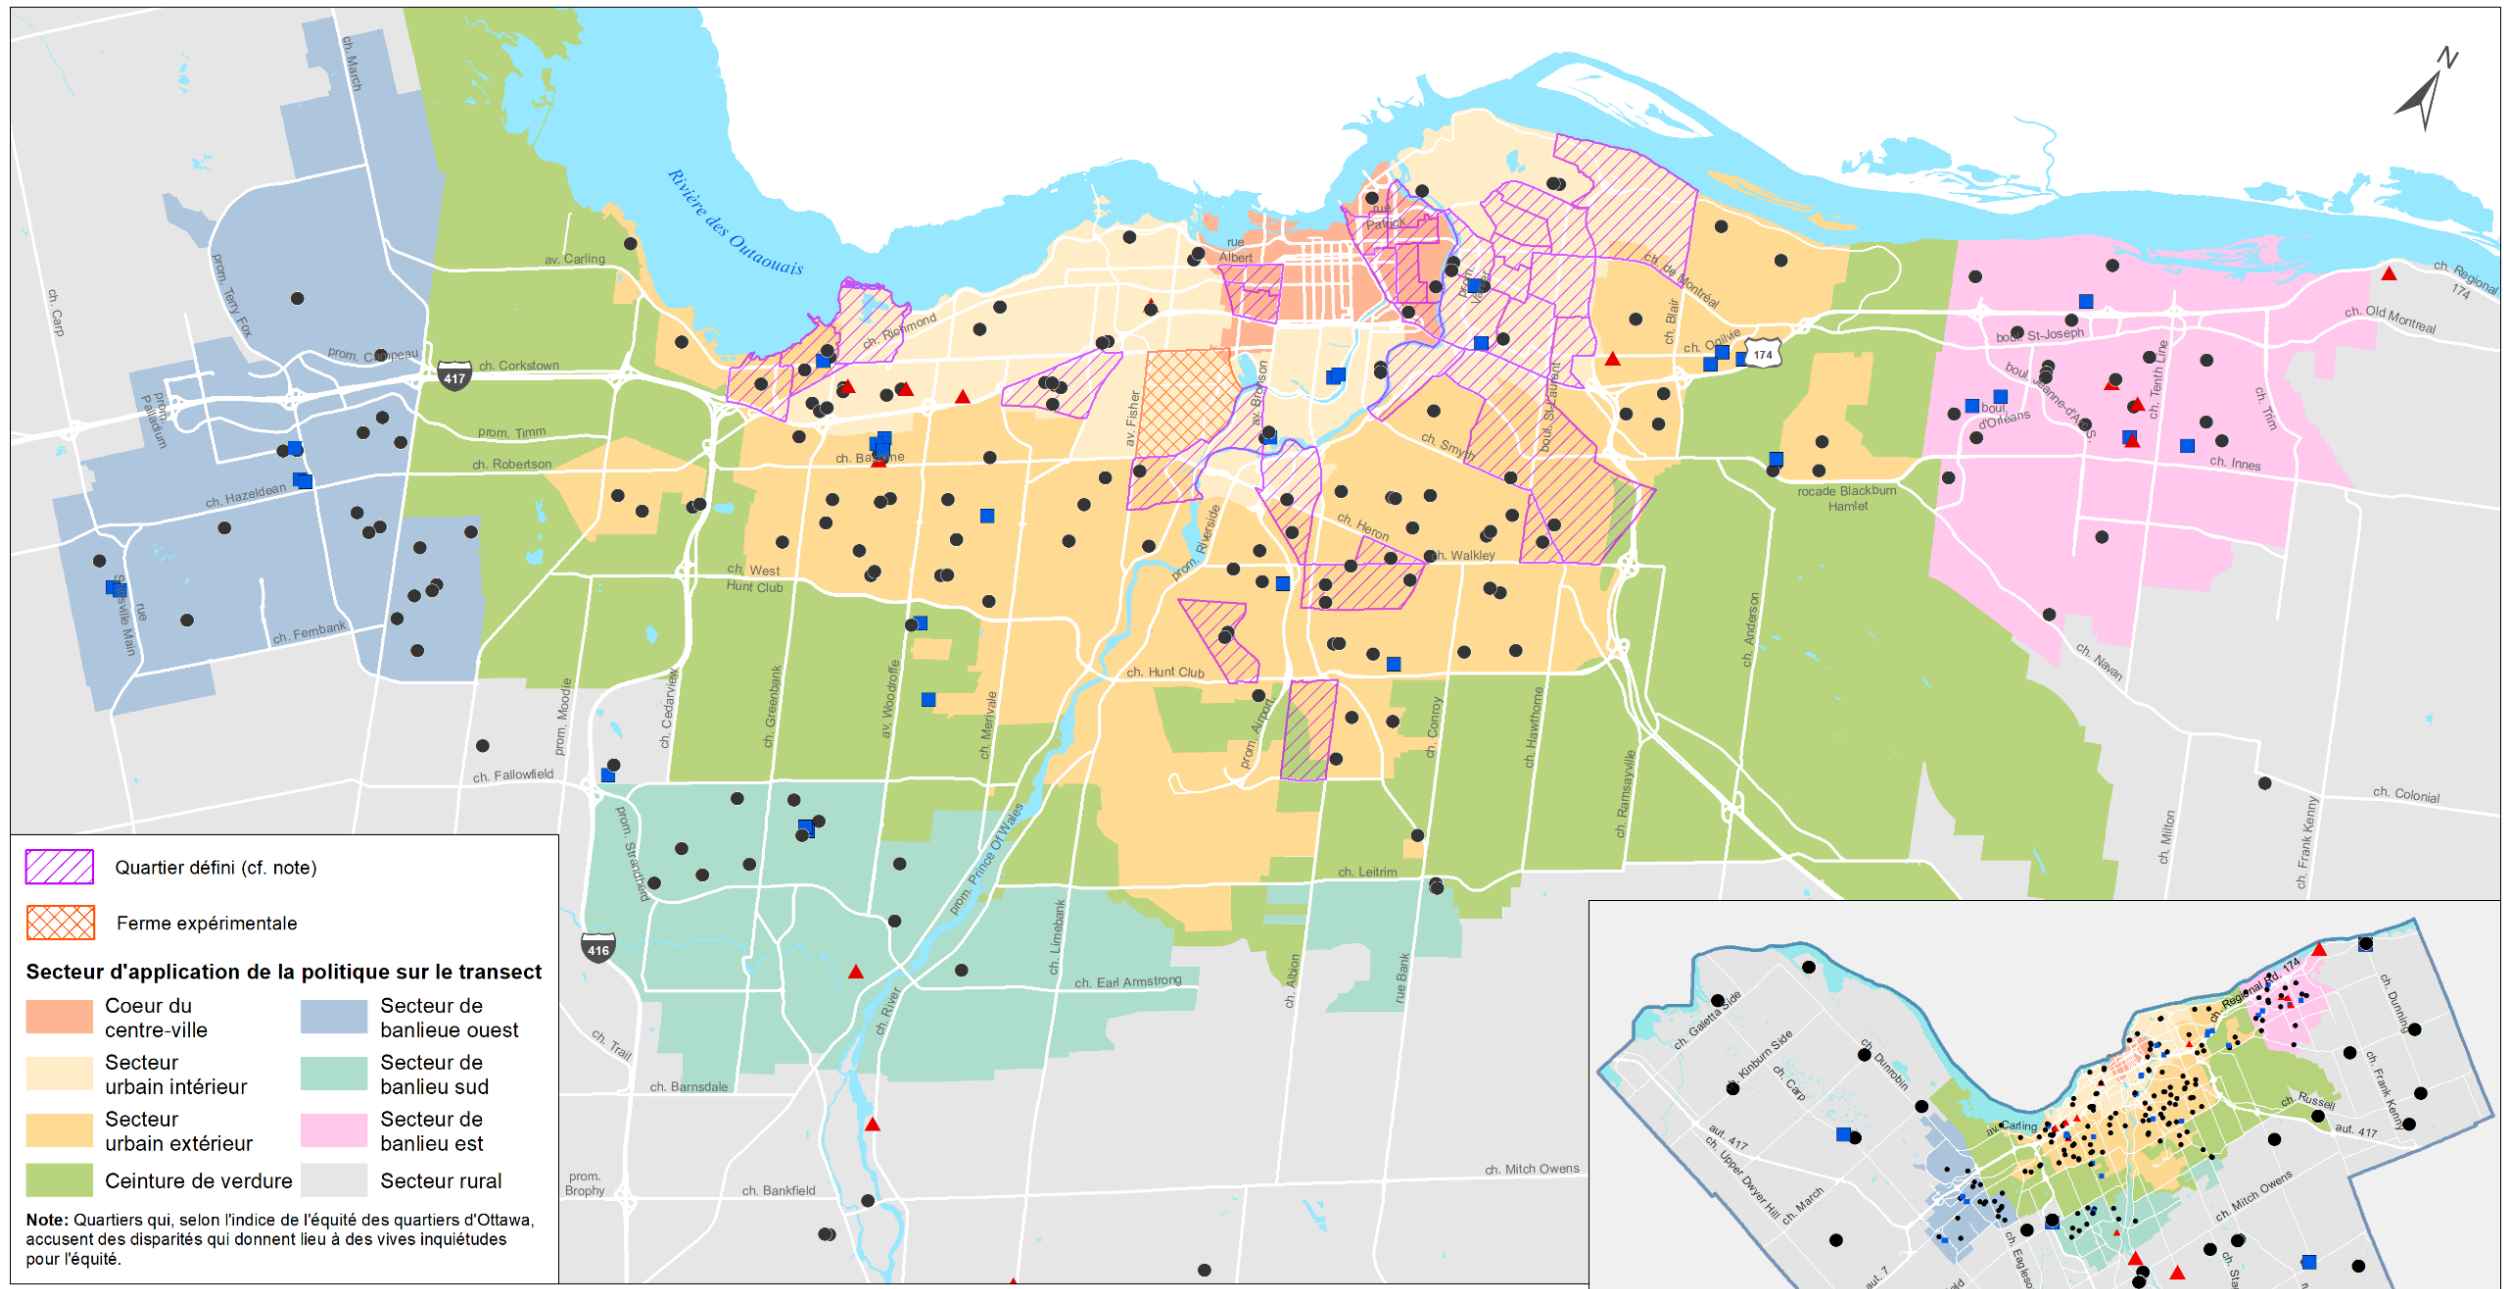 N
ch. March
Rivière des Outaouais
ch. Carp
prom. Terry Fox
av. Carling
rue
Albert
rue
Patrick
prom.
Vanier
ch. de Montréal
ch. Blair
ch. Ogilvie
174
ch. Regional
174
ch. Old Montreal
boul. St-Joseph
boul. Jeanne-d'Arc S.
boul.
d'Orléans
ch. Tenth Line
ch. Trim
ch. Innes
prom. Campeau
417
ch. Corkstown
ch. Richmond
prom.
Palladium
prom. Timm
ch. Robertson
ch. Hazeldean
ch. Baseline
av. Fisher
av. Bronson
ch. Smyth
boul. St-Laurent
rocade Blackburn
Hamlet
prom. Riverside
ch. Heron
ch. Walkley
ch. West
Hunt Club
rue
Stittsville Main
ch. Fernbank
ch. Hunt Club
ch. Anderson
ch. Navan
prom. Moodie
ch. Cedarview
ch. Greenbank
av. Woodroffe
ch. Merivale
prom. Airport
ch. Conroy
ch. Hawthorne
ch. Ramsayville
ch. Fallowfield
ch. Colonial
ch. Milton
ch. Frank Kenny
prom. Strandherd
prom. Prince Of Wales
ch. Leitrim
416
ch. Limebank
ch. Earl Armstrong
ch. Albion
rue Bank
ch. River
ch. Trail
ch. Barnsdale
prom.
Brophy
ch. Bankfield
ch. Mitch Owens
Quartier défini (cf. note)
Ferme expérimentale
Secteur d'application de la politique sur le transect
Coeur du
centre-ville
Secteur
urbain intérieur
Secteur
urbain extérieur
Ceinture de verdure
Secteur de
banlieue ouest
Secteur de
banlieu sud
Secteur de
banlieu est
Secteur rural
Note: Quartiers qui, selon l'indice de l'équité des quartiers d'Ottawa,
accusent des disparités qui donnent lieu à des vives inquiétudes
pour l'équité.
ch. Galetta Side
ch. Kinburn Side
ch. Carp
ch. Dunrobin
aut. 417
ch. Upper Dwyer Hill
ch. March
aut. 7
av. Carling
ch. Regional Rd. 174
ch. Dunning
ch. Frank Kenny
ch. Russell
aut. 417
ch. Mitch Owens